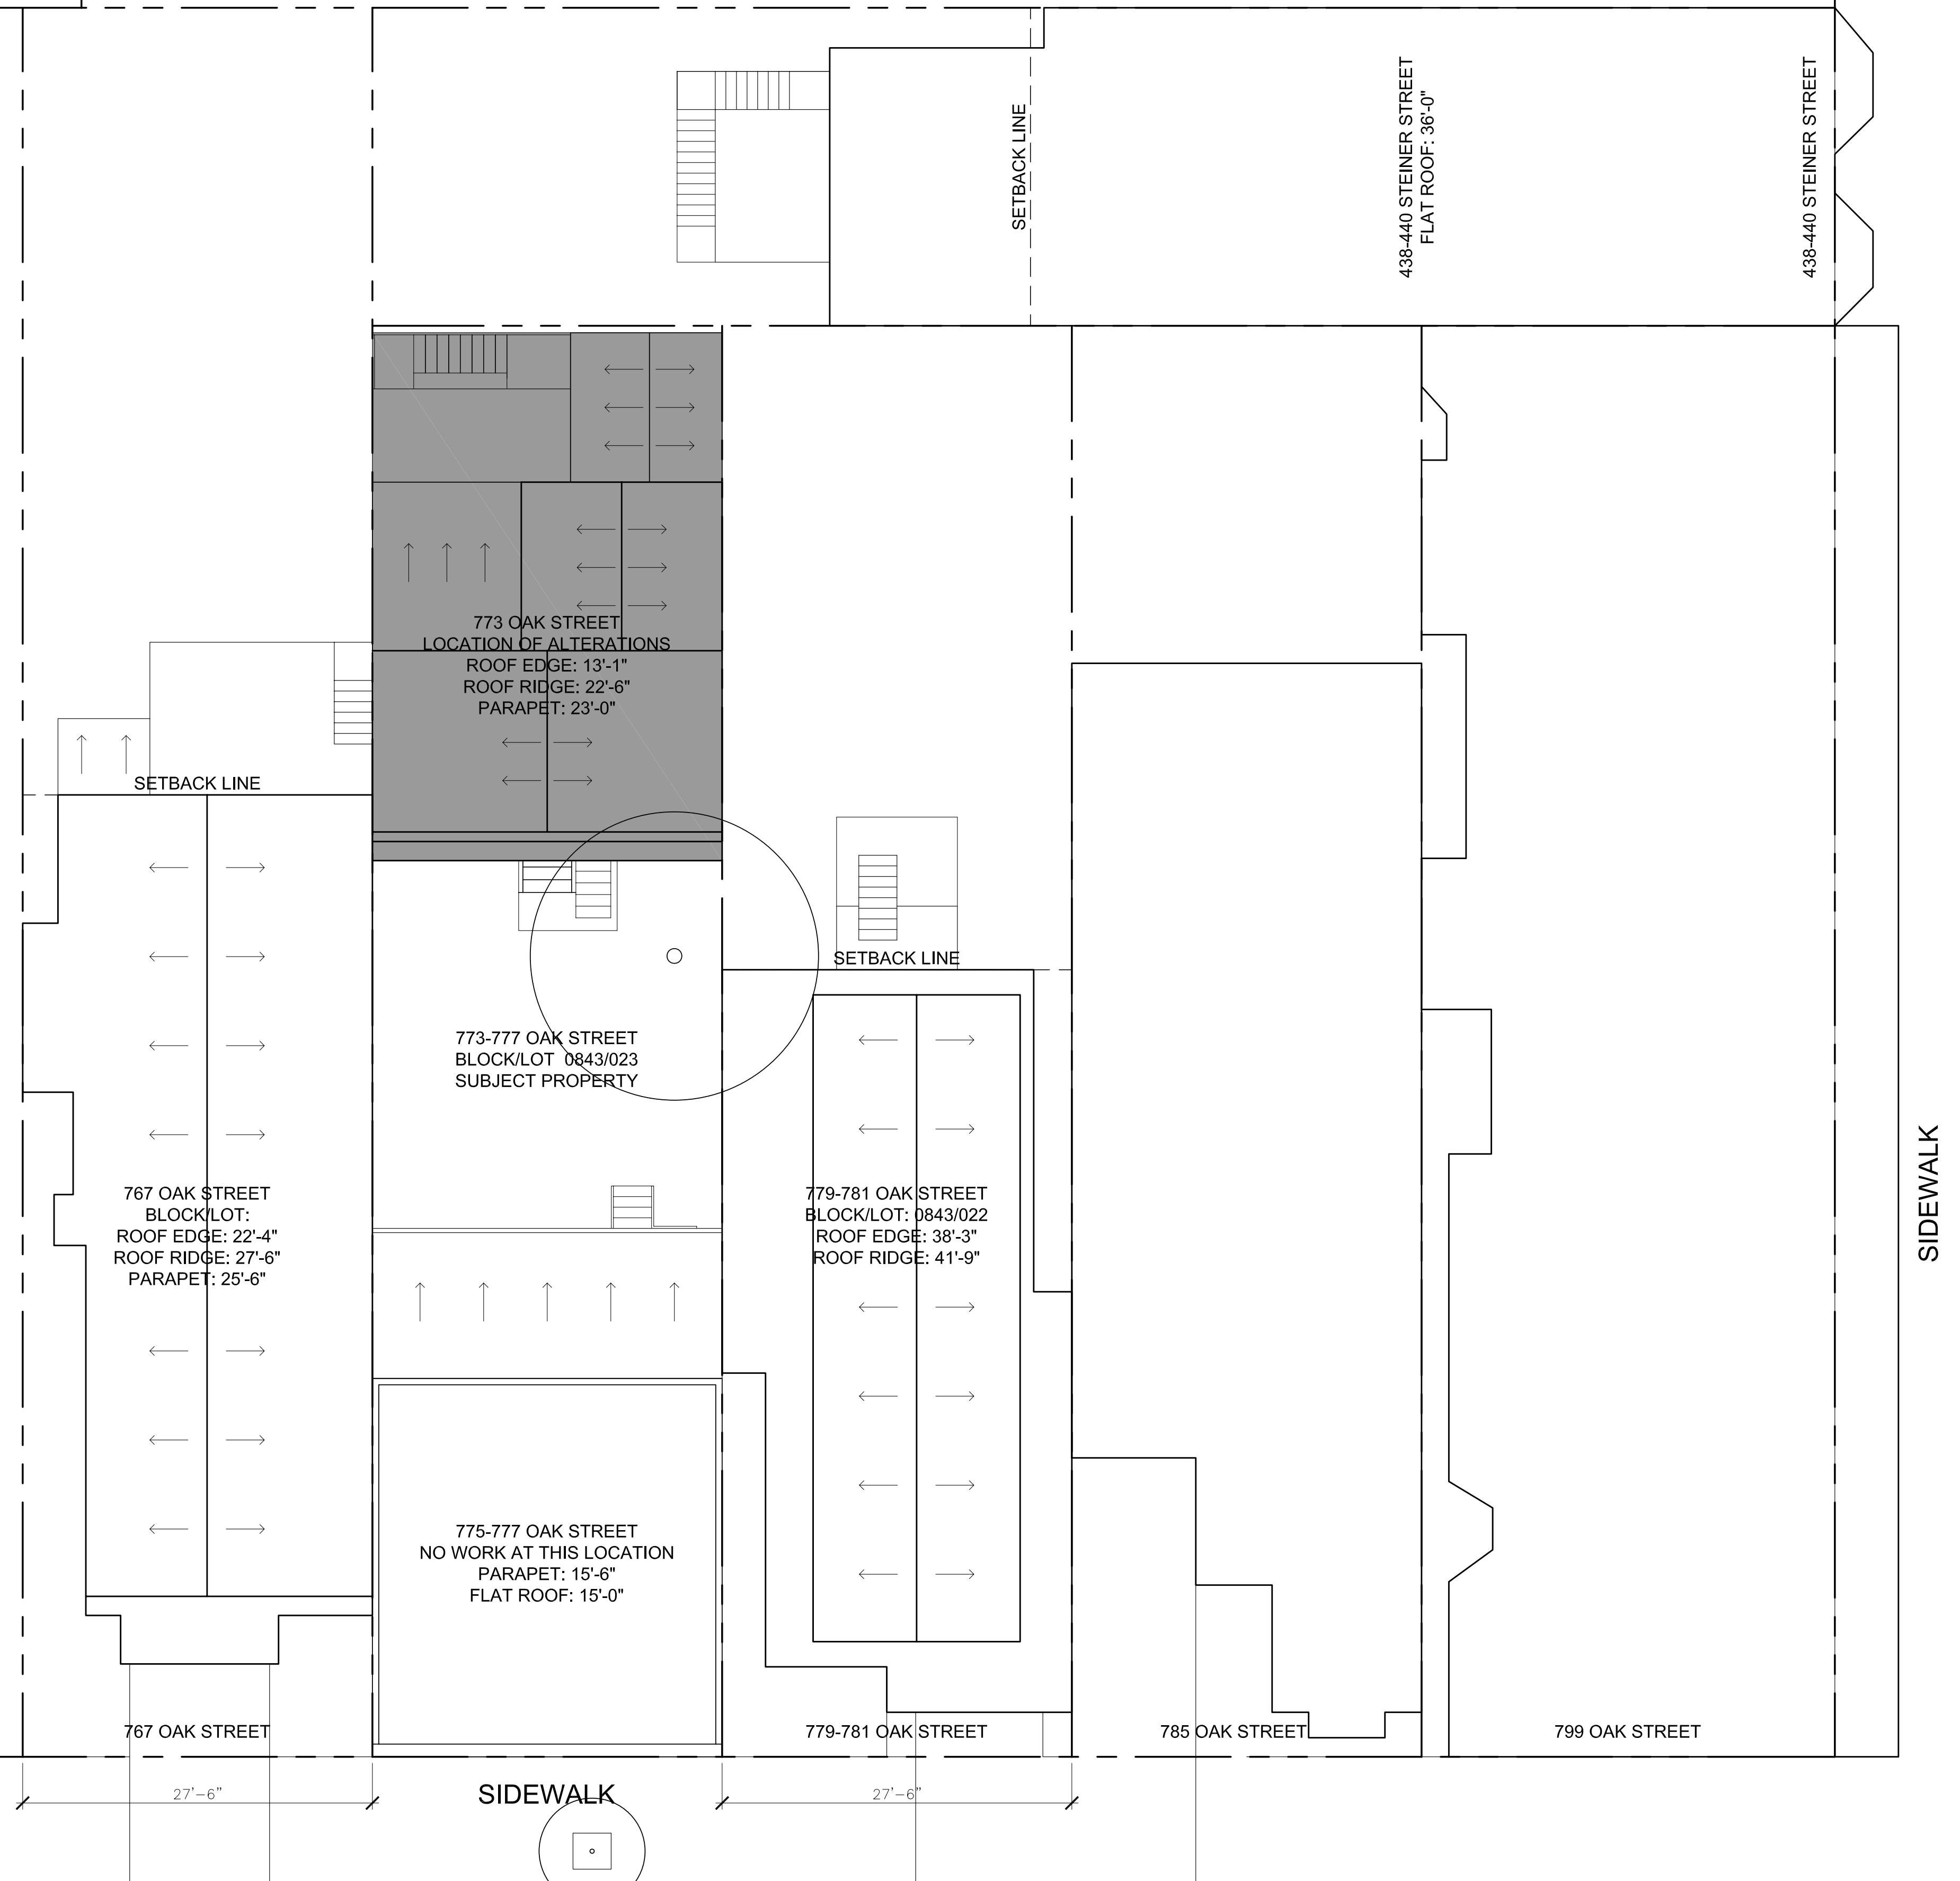 SETBACK LINE
438-440 STEINER STREET
FLAT ROOF: 36'-0"
438-440 STEINER STREET
773 OAK STREET
LOCATION OF ALTERATIONS
ROOF EDGE: 13'-1"
ROOF RIDGE: 22'-6"
PARAPET: 23'-0"
SETBACK LINE
SETBACK LINE
773-777 OAK STREET
BLOCK/LOT 0843/023
SUBJECT PROPERTY
767 OAK STREET
BLOCK/LOT:
ROOF EDGE: 22'-4"
ROOF RIDGE: 27'-6"
PARAPET: 25'-6"
779-781 OAK STREET
BLOCK/LOT: 0843/022
ROOF EDGE: 38'-3"
ROOF RIDGE: 41'-9"
SIDEWALK
775-777 OAK STREET
NO WORK AT THIS LOCATION
PARAPET: 15'-6"
FLAT ROOF: 15'-0"
767 OAK STREET
779-781 OAK STREET
785 OAK STREET
799 OAK STREET
27'-6"
SIDEWALK
27'-6"